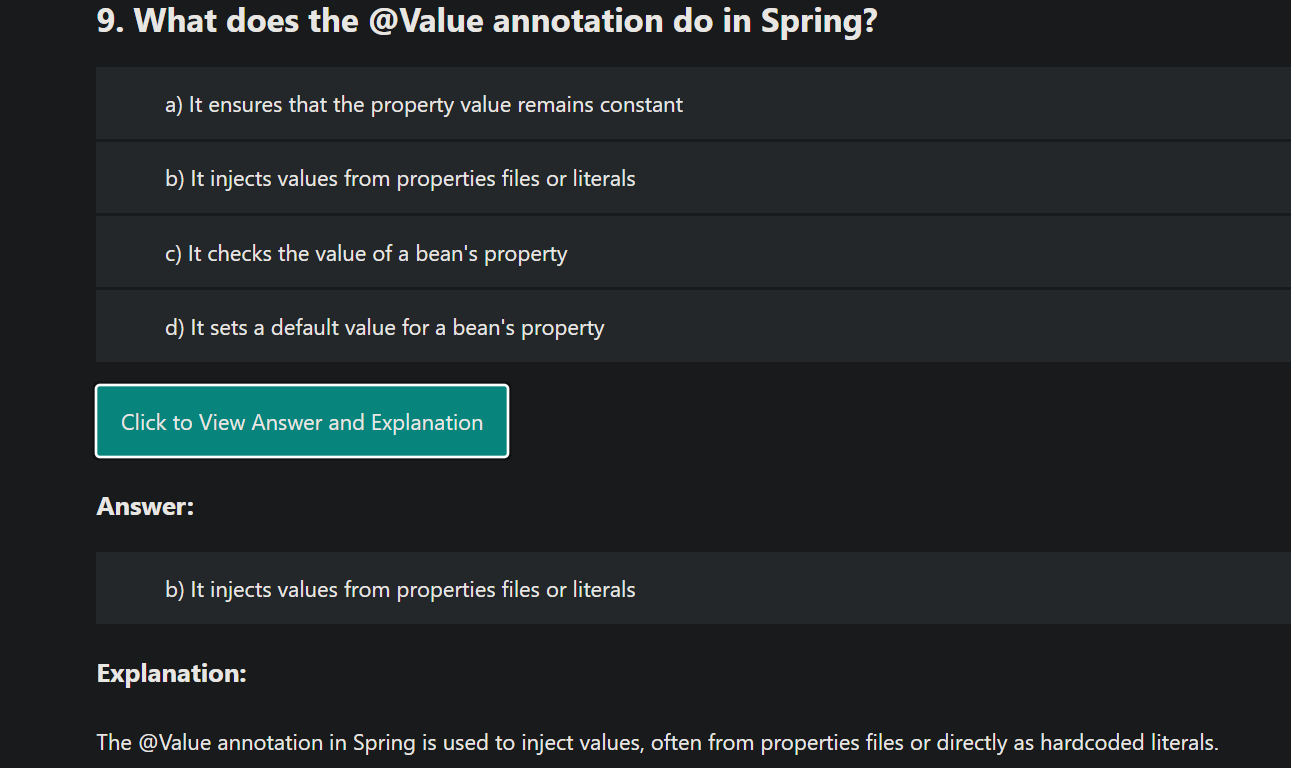 9. What does the @Value annotation do in Spring?
a) It ensures that the property value remains constant
b) It injects values from properties files or literals
c) It checks the value of a bean's property
d) It sets a default value for a bean's property
Click to View Answer and Explanation
Answer:
b) It injects values from properties files or literals
Explanation:
The @Value annotation in Spring is used to inject values, often from properties files or directly as hardcoded literals.